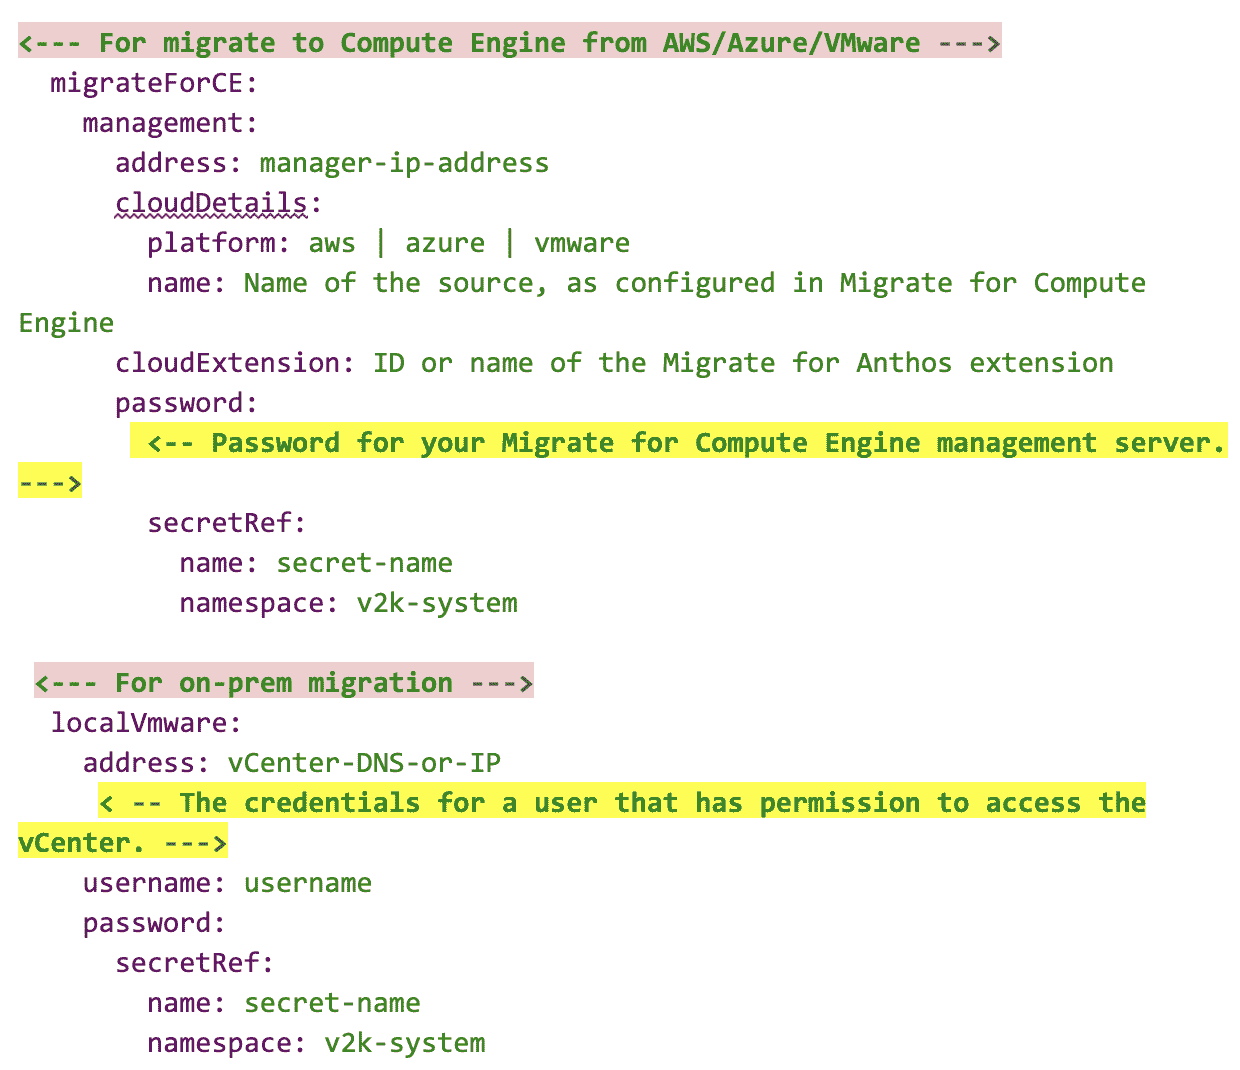 <--- For migrate to Compute Engine from AWS/Azure/VMware --->
  migrateForCE:
    management:
      address: manager-ip-address
      cloudDetails:
        platform: aws | azure | vmware
        name: Name of the source, as configured in Migrate for Compute
Engine
      cloudExtension: ID or name of the Migrate for Anthos extension
      password:
        <-- Password for your Migrate for Compute Engine management server.
--->
        secretRef:
          name: secret-name
          namespace: v2k-system
 <--- For on-prem migration --->
  localVmware:
    address: vCenter-DNS-or-IP
     < -- The credentials for a user that has permission to access the
vCenter. --->
    username: username
    password:
      secretRef:
        name: secret-name
        namespace: v2k-system